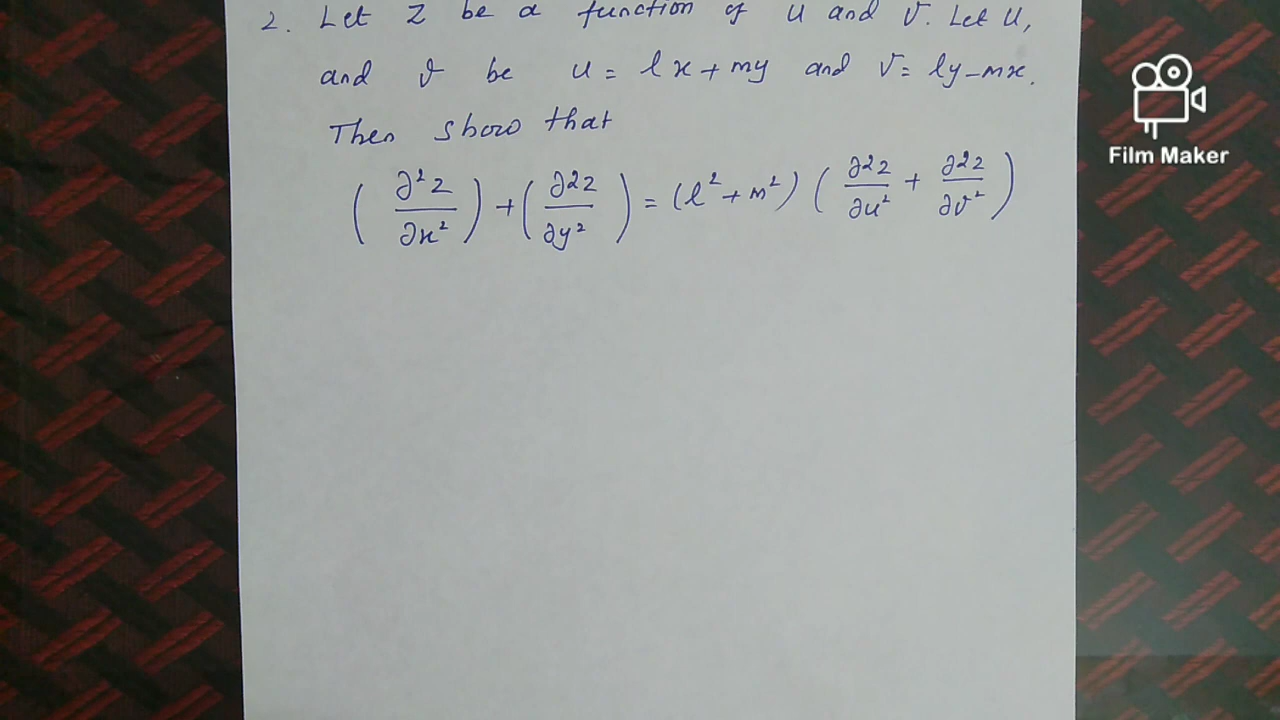 2. Let Z be a function of u and v. Let u,
and v be u = lx + my and v = ly - mx.
Then show that
(∂²z/∂x²) + (∂²z/∂y²) = (l² + m²) (∂²z/∂u² + ∂²z/∂v²)
Film Maker